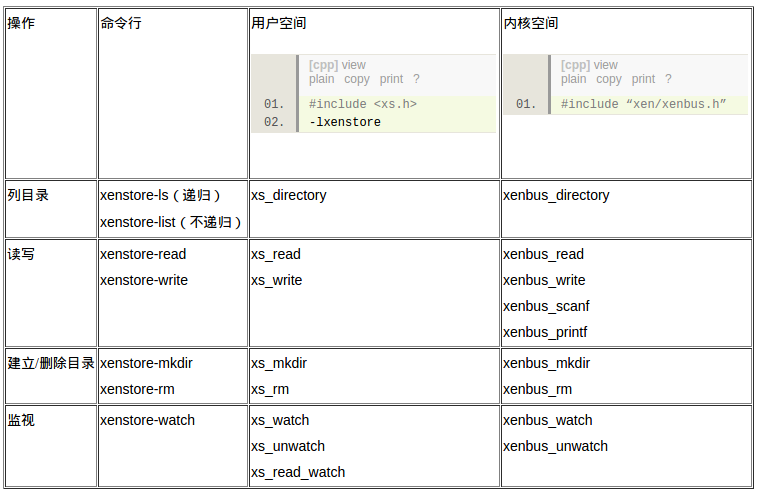 操作 命令行 用户空间 内核空间
[cpp] view
plain copy print ?
01. #include <xs.h>
02. -lxenstore
[cpp] view
plain copy print ?
01. #include “xen/xenbus.h”
列目录 xenstore-ls（递归） xs_directory xenbus_directory
xenstore-list（不递归）
读写 xenstore-read xs_read xenbus_read
xenstore-write xs_write xenbus_write
xenbus_scanf
xenbus_printf
建立/删除目录 xenstore-mkdir xs_mkdir xenbus_mkdir
xenstore-rm xs_rm xenbus_rm
监视 xenstore-watch xs_watch xenbus_watch
xs_unwatch xenbus_unwatch
xs_read_watch